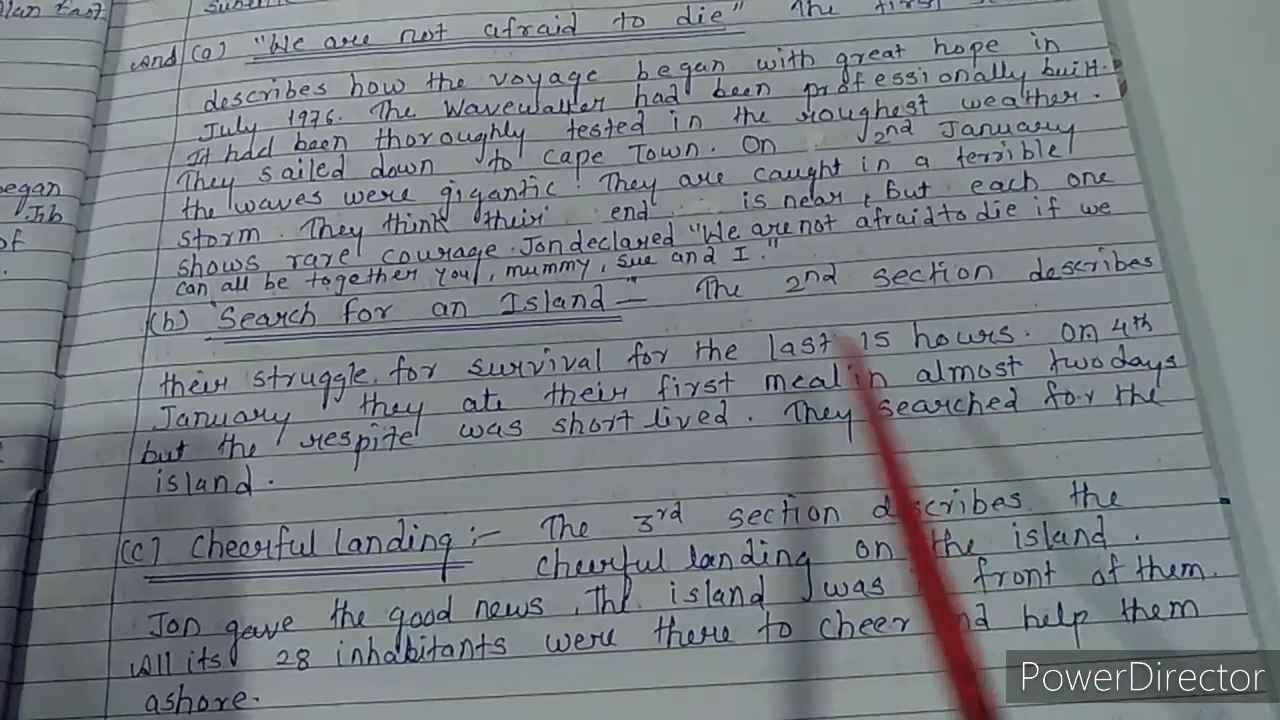 and (a) "We are not afraid to die" The first
describes how the voyage began with great hope in
July 1976. The Wavewalker had been professionally built.
It had been thoroughly tested in the roughest weather.
They sailed down to Cape Town. On 2nd January
the waves were gigantic. They are caught in a terrible
storm. They think their end is near, But each one
shows rare courage. Jon declared "We are not afraid to die if we
can all be together you, mummy, sue and I."
(b) "Search for an Island - The 2nd section describes
their struggle for survival for the last 15 hours. On 4th
January they ate their first meal in almost two days
but the respite was short lived. They searched for the
island.
(c) Cheerful landing :- The 3rd section describes the
cheerful landing on the island.
Jon gave the good news, The island was in front of them.
All its 28 inhabitants were there to cheer and help them
ashore.
egan
Job
of
PowerDirector